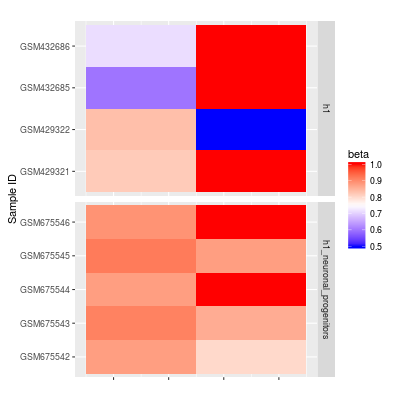 GSM432686
GSM432685
GSM429322
GSM429321
h1
GSM675546
GSM675545
GSM675544
GSM675543
GSM675542
h1_neuronal_progenitors
Sample ID
beta
1.0
0.9
0.8
0.7
0.6
0.5